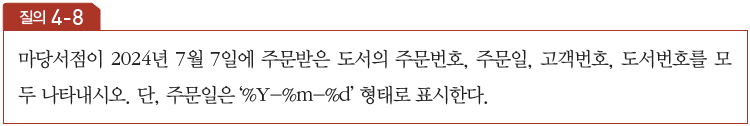 질의 4-8
마당서점이 2024년 7월 7일에 주문받은 도서의 주문번호, 주문일, 고객번호, 도서번호를 모
두 나타내시오. 단, 주문일은 ‘%Y-%m-%d’ 형태로 표시한다.